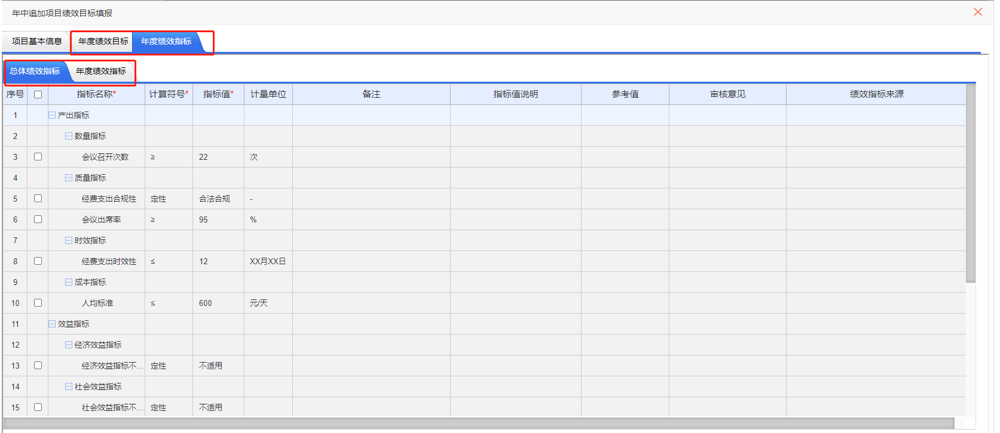 年中追加项目绩效目标填报
项目基本信息 年度绩效目标 年度绩效指标
总体绩效指标 年度绩效指标
序号 指标名称* 计算符号* 指标值* 计量单位 备注 指标值说明 参考值 审核意见 绩效指标来源
1 产出指标
2 数量指标
3 会议召开次数 ≥ 22 次
4 质量指标
5 经费支出合规性 定性 合法合规 -
6 会议出席率 ≥ 95 %
7 时效指标
8 经费支出时效性 ≤ 12 XX月XX日
9 成本指标
10 人均标准 ≤ 600 元/天
11 效益指标
12 经济效益指标
13 经济效益指标不... 定性 不适用
14 社会效益指标
15 社会效益指标不... 定性 不适用